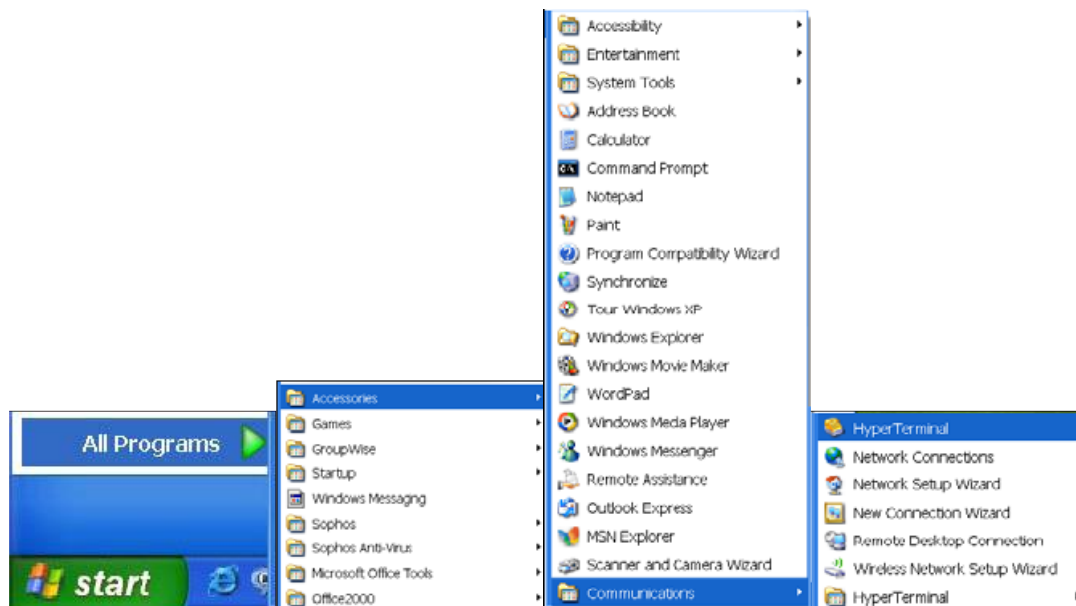 All Programs
start
Accessories
Games
GroupWise
Startup
Windows Messaging
Sophos
Sophos Anti-Virus
Microsoft Office Tools
Office2000
Accessibility
Entertainment
System Tools
Address Book
Calculator
Command Prompt
Notepad
Paint
Program Compatibility Wizard
Synchronize
Tour Windows XP
Windows Explorer
Windows Movie Maker
WordPad
Windows Media Player
Windows Messenger
Remote Assistance
Outlook Express
MSN Explorer
Scanner and Camera Wizard
Communications
HyperTerminal
Network Connections
Network Setup Wizard
New Connection Wizard
Remote Desktop Connection
Wireless Network Setup Wizard
HyperTerminal